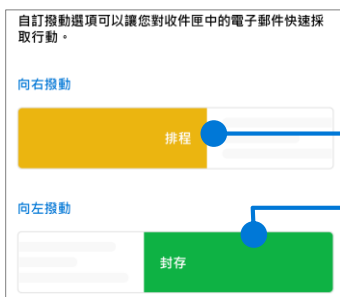 自訂撥動選項可以讓您對收件匣中的電子郵件快速採
取行動。
向右撥動
排程
向左撥動
封存